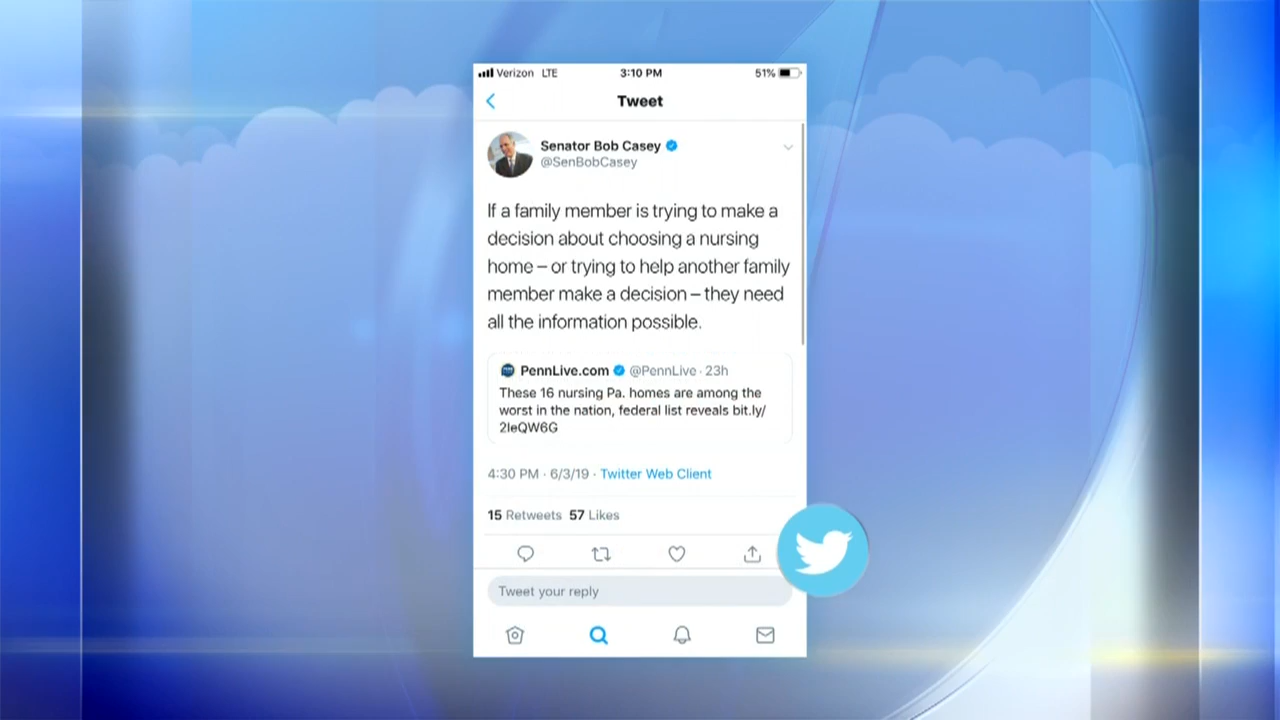 Verizon LTE 3:10 PM 51%
Tweet
Senator Bob Casey
@SenBobCasey
If a family member is trying to make a
decision about choosing a nursing
home – or trying to help another family
member make a decision – they need
all the information possible.
PennLive.com @PennLive · 23h
These 16 nursing Pa. homes are among the
worst in the nation, federal list reveals bit.ly/
2IeQW6G
4:30 PM · 6/3/19 · Twitter Web Client
15 Retweets 57 Likes
Tweet your reply